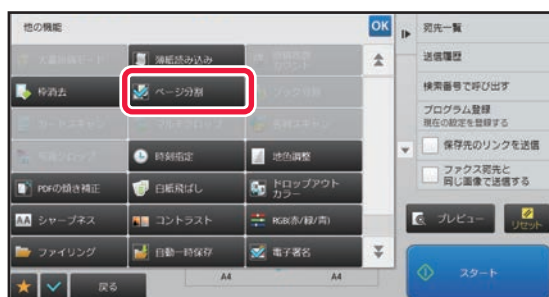 他の機能
OK
薄紙読み込み
枠消去
ページ分割
時刻指定
地色調整
PDFの傾き補正
白紙飛ばし
ドロップアウト
カラー
AA シャープネス
コントラスト
RGB(赤/緑/青)
ファイリング
自動一時保存
電子署名
戻る
A4
A4
宛先一覧
送信履歴
検索番号で呼び出す
プログラム登録
現在の設定を登録する
保存先のリンクを送信
ファクス宛先と
同じ画像で送信する
プレビュー
リセット
スタート